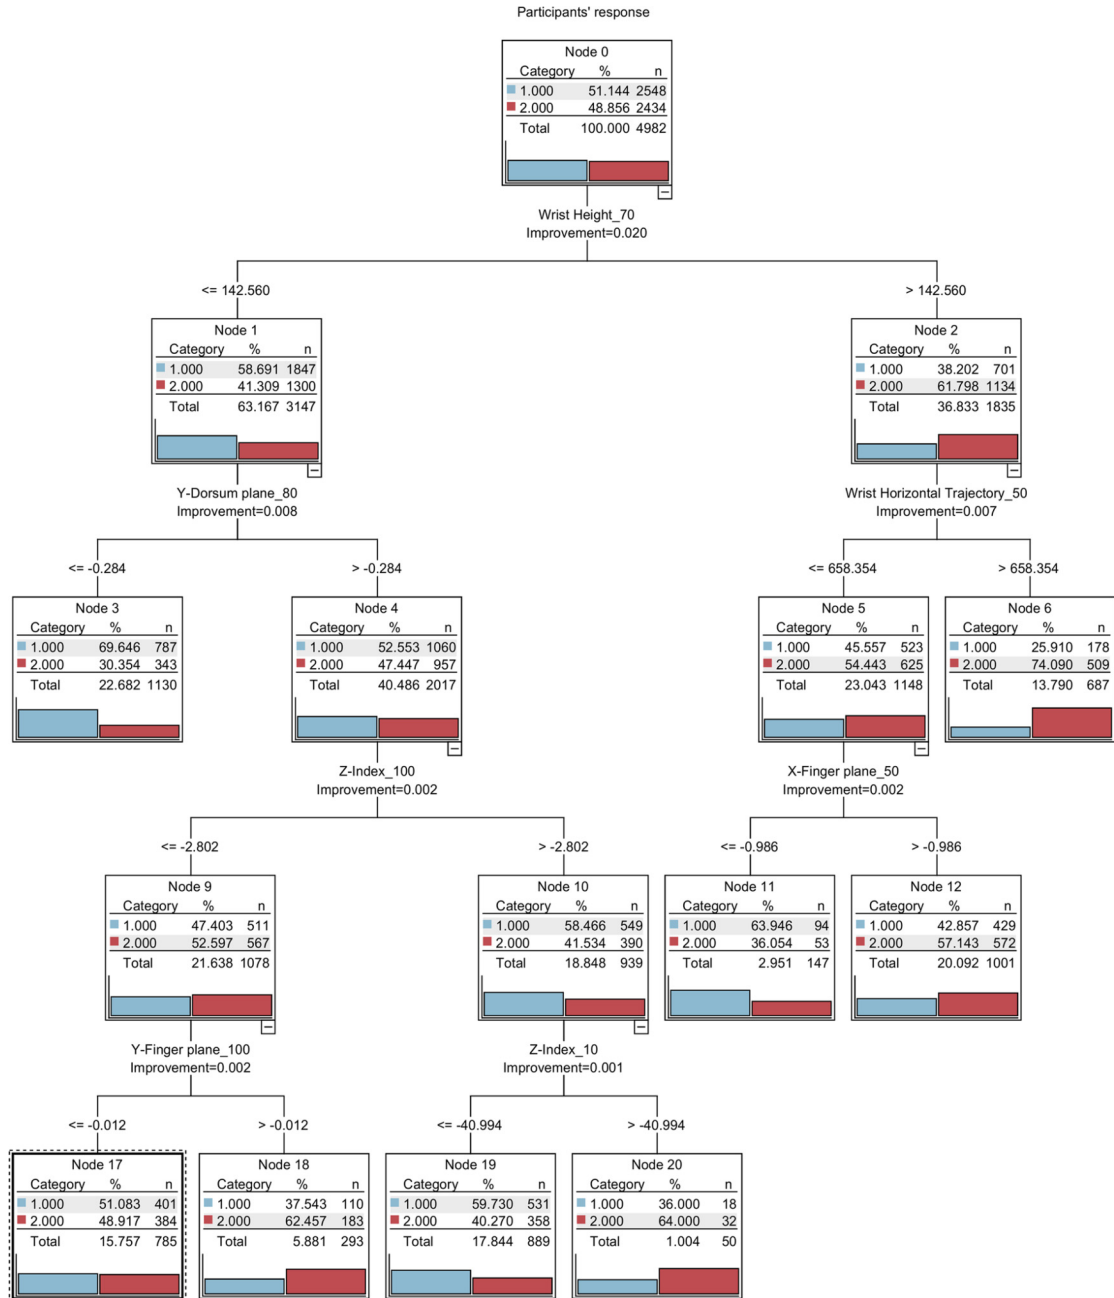 Participants' response
Node 0
Category % n
1.000 51.144 2548
2.000 48.856 2434
Total 100.000 4982
Wrist Height_70
Improvement=0.020
<= 142.560
> 142.560
Node 1
Category % n
1.000 58.691 1847
2.000 41.309 1300
Total 63.167 3147
Node 2
Category % n
1.000 38.202 701
2.000 61.798 1134
Total 36.833 1835
Y-Dorsum plane_80
Improvement=0.008
Wrist Horizontal Trajectory_50
Improvement=0.007
<= -0.284
> -0.284
<= 658.354
> 658.354
Node 3
Category % n
1.000 69.646 787
2.000 30.354 343
Total 22.682 1130
Node 4
Category % n
1.000 52.553 1060
2.000 47.447 957
Total 40.486 2017
Node 5
Category % n
1.000 45.557 523
2.000 54.443 625
Total 23.043 1148
Node 6
Category % n
1.000 25.910 178
2.000 74.090 509
Total 13.790 687
Z-Index_100
Improvement=0.002
X-Finger plane_50
Improvement=0.002
<= -2.802
> -2.802
<= -0.986
> -0.986
Node 9
Category % n
1.000 47.403 511
2.000 52.597 567
Total 21.638 1078
Node 10
Category % n
1.000 58.466 549
2.000 41.534 390
Total 18.848 939
Node 11
Category % n
1.000 63.946 94
2.000 36.054 53
Total 2.951 147
Node 12
Category % n
1.000 42.857 429
2.000 57.143 572
Total 20.092 1001
Y-Finger plane_100
Improvement=0.002
Z-Index_10
Improvement=0.001
<= -0.012
> -0.012
<= -40.994
> -40.994
Node 17
Category % n
1.000 51.083 401
2.000 48.917 384
Total 15.757 785
Node 18
Category % n
1.000 37.543 110
2.000 62.457 183
Total 5.881 293
Node 19
Category % n
1.000 59.730 531
2.000 40.270 358
Total 17.844 889
Node 20
Category % n
1.000 36.000 18
2.000 64.000 32
Total 1.004 50